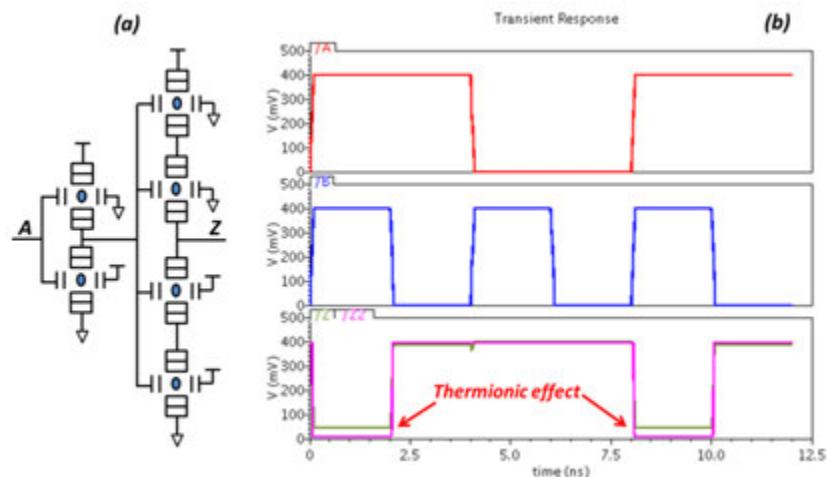 (a)
A
Z
Transient Response
(b)
/A
500
400
300
200
100
0
V (mV)
/B
500
400
300
200
100
0
V (mV)
/Z /ZZ
500
400
300
200
100
0
V (mV)
Thermionic effect
0 2.5 5.0 7.5 10.0 12.5
time (ns)